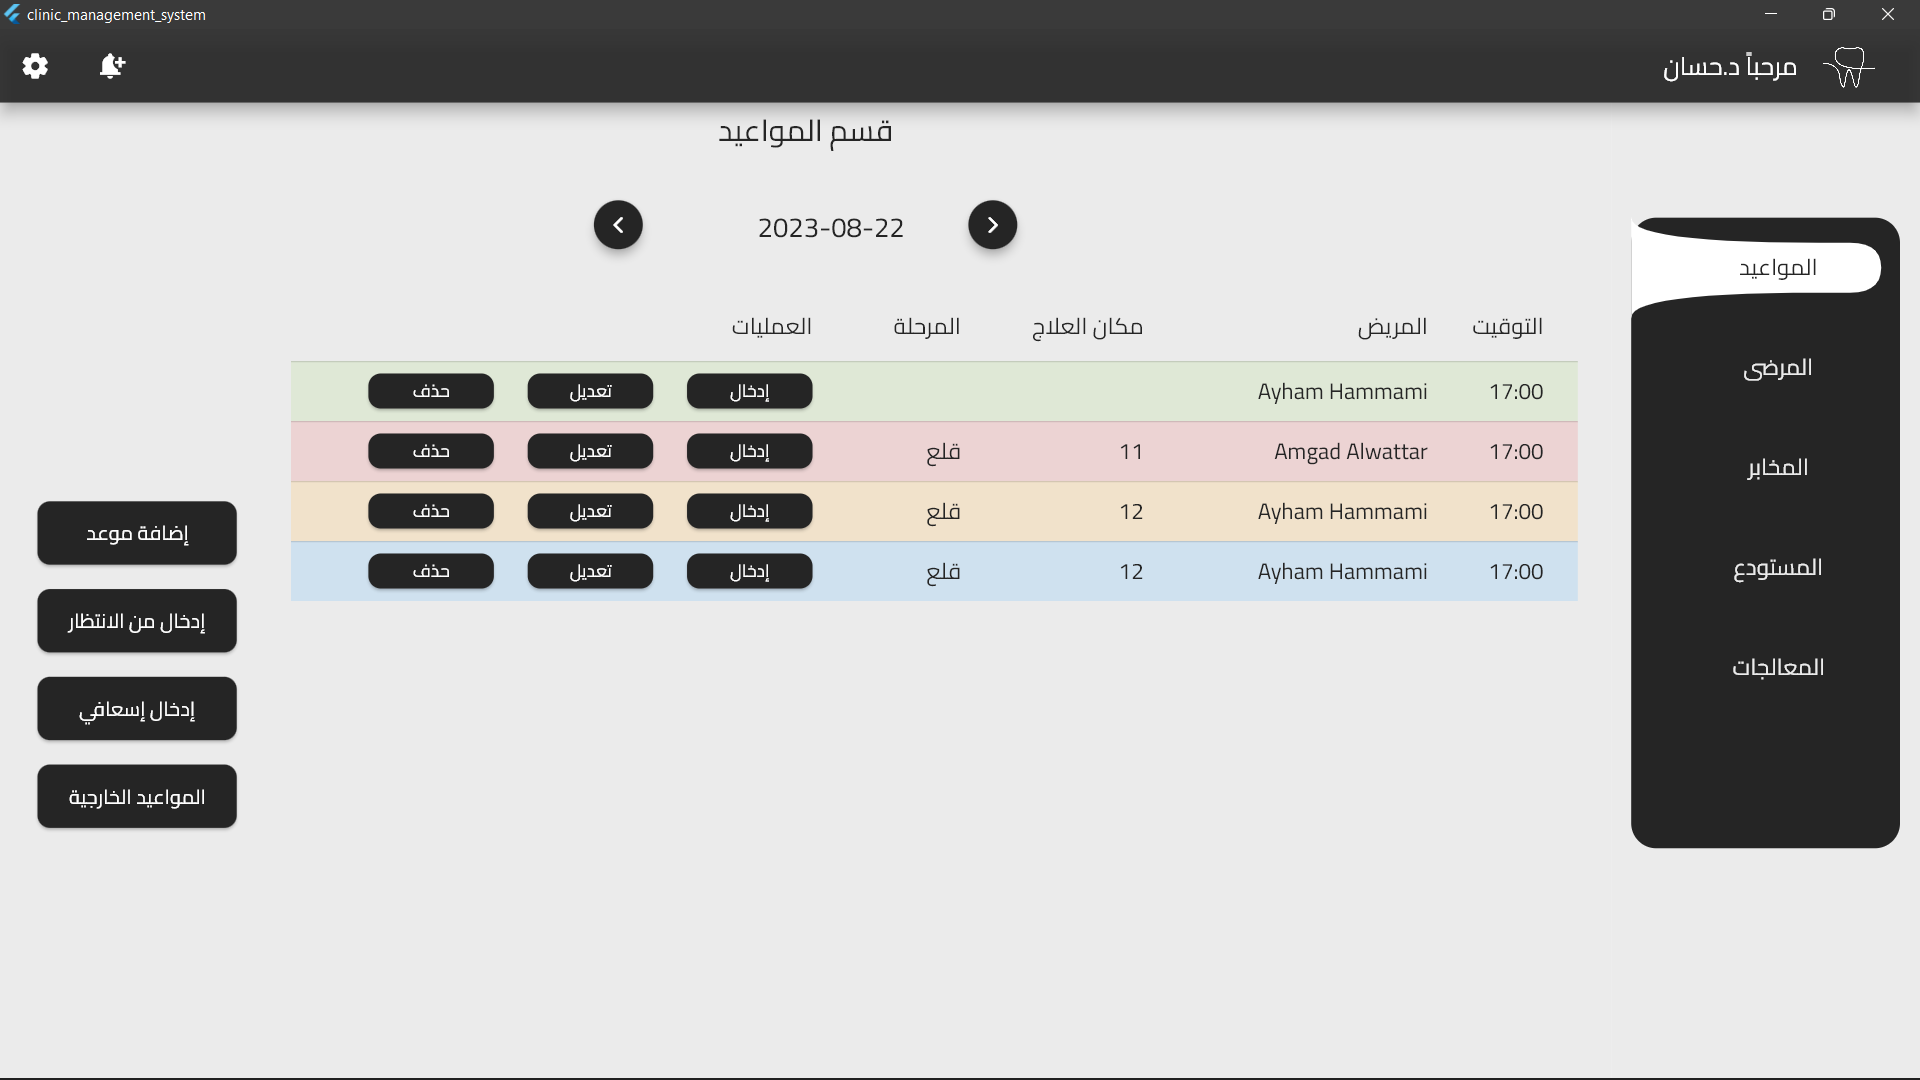 clinic_management_system
مرحباً د.حسان
قسم المواعيد
2023-08-22
المواعيد
المرضى
المخابر
المستودع
المعالجات
التوقيت المريض مكان العلاج المرحلة العمليات
17:00 Ayham Hammami إدخال تعديل حذف
17:00 Amgad Alwattar 11 قلع إدخال تعديل حذف
17:00 Ayham Hammami 12 قلع إدخال تعديل حذف
17:00 Ayham Hammami 12 قلع إدخال تعديل حذف
إضافة موعد
إدخال من الانتظار
إدخال إسعافي
المواعيد الخارجية